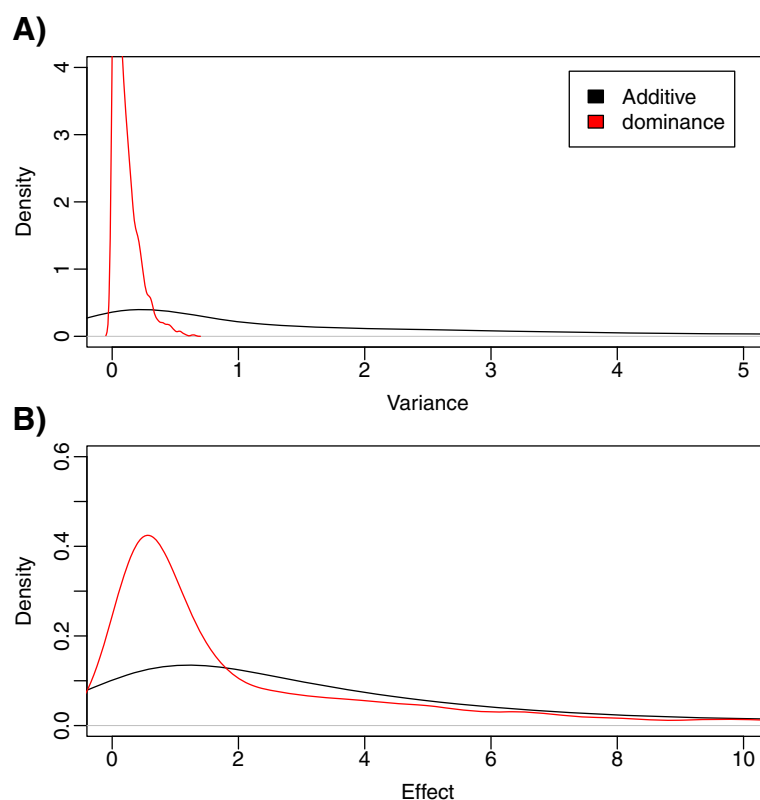 A)
Density
4
3
2
1
0
Additive
dominance
0 1 2 3 4 5
Variance
B)
Density
0.6
0.4
0.2
0.0
0 2 4 6 8 10
Effect